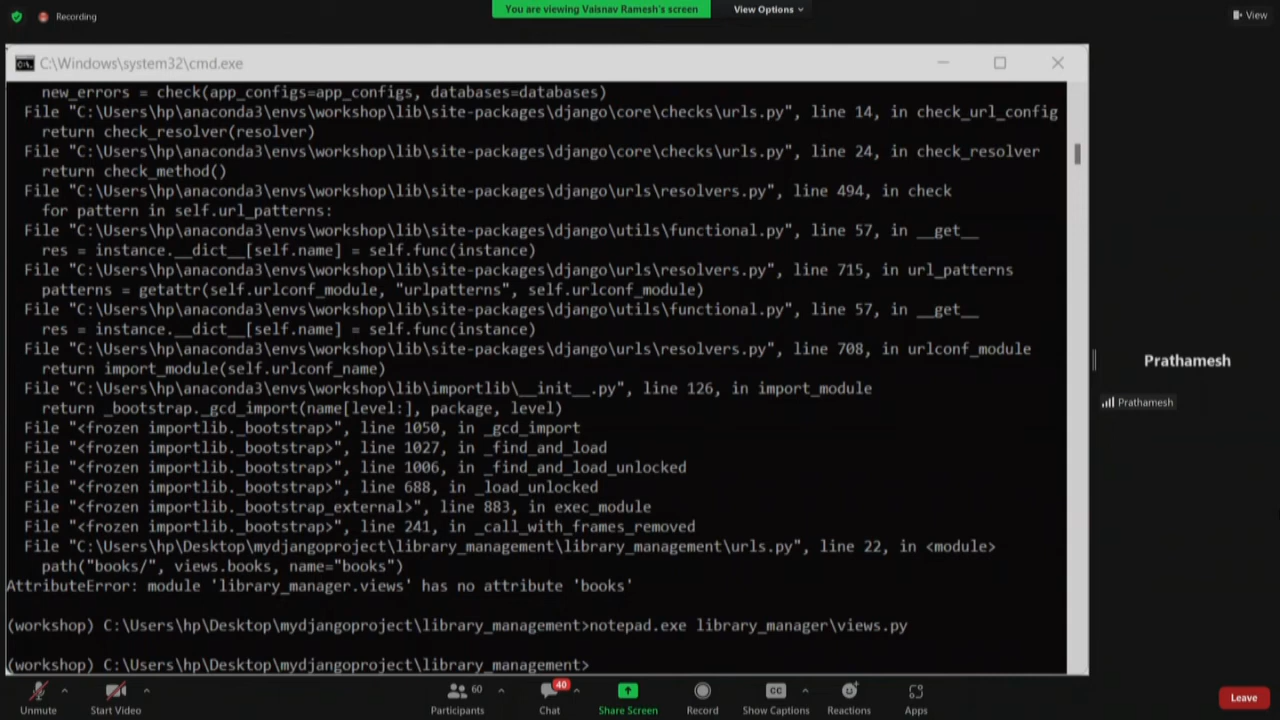 Recording
You are viewing Vaisnav Ramesh's screen
View Options
View
C:\Windows\system32\cmd.exe
new_errors = check(app_configs=app_configs, databases=databases)
File "C:\Users\hp\anaconda3\envs\workshop\lib\site-packages\django\core\checks\urls.py", line 14, in check_url_config
return check_resolver(resolver)
File "C:\Users\hp\anaconda3\envs\workshop\lib\site-packages\django\core\checks\urls.py", line 24, in check_resolver
return check_method()
File "C:\Users\hp\anaconda3\envs\workshop\lib\site-packages\django\urls\resolvers.py", line 494, in check
for pattern in self.url_patterns:
File "C:\Users\hp\anaconda3\envs\workshop\lib\site-packages\django\utils\functional.py", line 57, in __get__
res = instance.__dict__[self.name] = self.func(instance)
File "C:\Users\hp\anaconda3\envs\workshop\lib\site-packages\django\urls\resolvers.py", line 715, in url_patterns
patterns = getattr(self.urlconf_module, "urlpatterns", self.urlconf_module)
File "C:\Users\hp\anaconda3\envs\workshop\lib\site-packages\django\utils\functional.py", line 57, in __get__
res = instance.__dict__[self.name] = self.func(instance)
File "C:\Users\hp\anaconda3\envs\workshop\lib\site-packages\django\urls\resolvers.py", line 708, in urlconf_module
return import_module(self.urlconf_name)
File "C:\Users\hp\anaconda3\envs\workshop\lib\importlib\__init__.py", line 126, in import_module
return _bootstrap._gcd_import(name[level:], package, level)
File "<frozen importlib._bootstrap>", line 1050, in _gcd_import
File "<frozen importlib._bootstrap>", line 1027, in _find_and_load
File "<frozen importlib._bootstrap>", line 1006, in _find_and_load_unlocked
File "<frozen importlib._bootstrap>", line 688, in _load_unlocked
File "<frozen importlib._bootstrap_external>", line 883, in exec_module
File "<frozen importlib._bootstrap>", line 241, in _call_with_frames_removed
File "C:\Users\hp\Desktop\mydjangoproject\library_management\library_management\urls.py", line 22, in <module>
path("books/", views.books, name="books")
AttributeError: module 'library_manager.views' has no attribute 'books'
(workshop) C:\Users\hp\Desktop\mydjangoproject\library_management>notepad.exe library_manager\views.py
(workshop) C:\Users\hp\Desktop\mydjangoproject\library_management>
Prathamesh
Prathamesh
Unmute
Start Video
60
Participants
40
Chat
Share Screen
Record
CC
Show Captions
Reactions
Apps
Leave